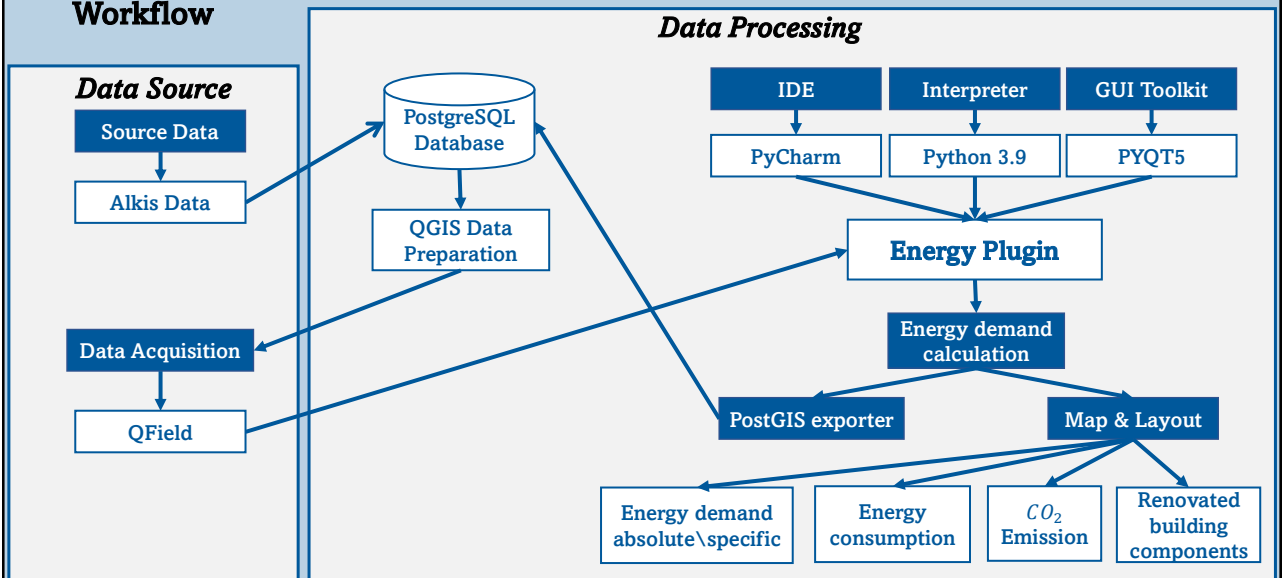 Workflow
Data Source
Source Data
Alkis Data
Data Acquisition
QField
Data Processing
PostgreSQL
Database
QGIS Data
Preparation
IDE
Interpreter
GUI Toolkit
PyCharm
Python 3.9
PYQT5
Energy Plugin
Energy demand
calculation
PostGIS exporter
Map & Layout
Energy demand
absolute\specific
Energy
consumption
CO₂
Emission
Renovated
building
components